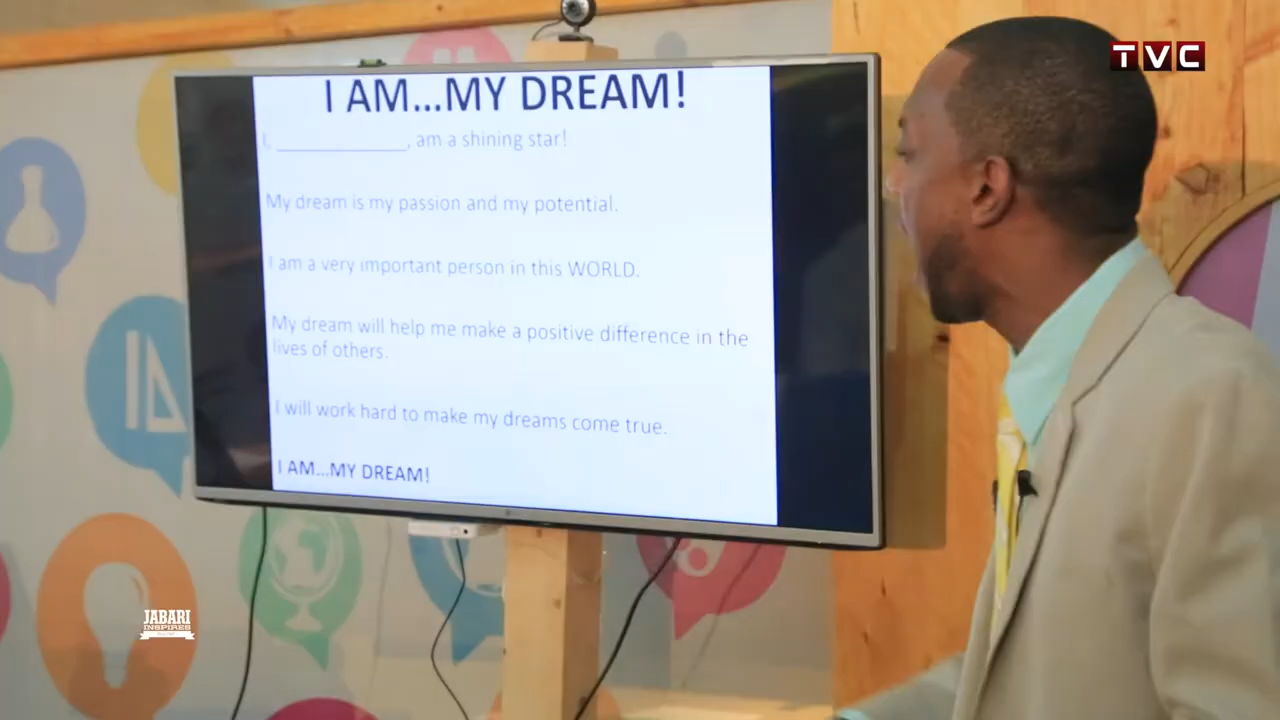 TVC
I AM...MY DREAM!
I, ______________, am a shining star!
My dream is my passion and my potential.
I am a very important person in this WORLD.
My dream will help me make a positive difference in the
lives of others.
I will work hard to make my dreams come true.
I AM...MY DREAM!
JABARI
INSPIRES